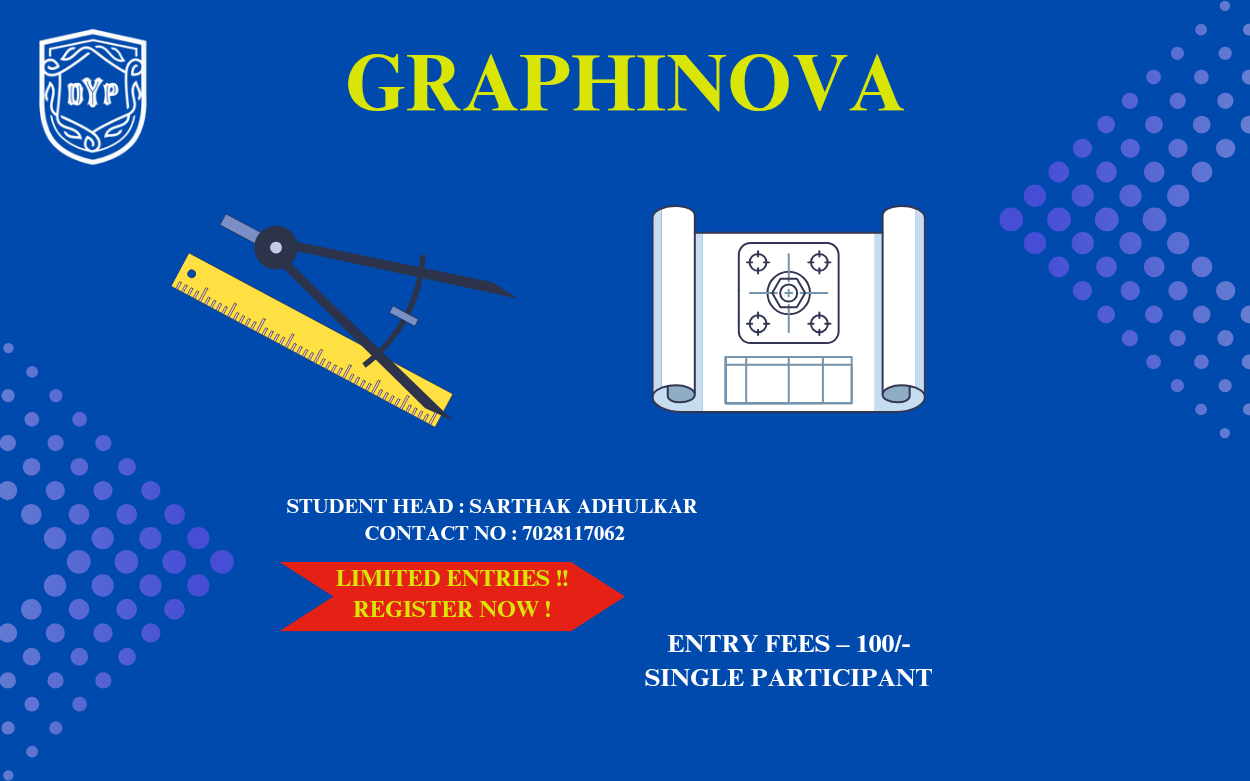 DYP
GRAPHINOVA
STUDENT HEAD : SARTHAK ADHULKAR
CONTACT NO : 7028117062
LIMITED ENTRIES !!
REGISTER NOW !
ENTRY FEES – 100/-
SINGLE PARTICIPANT